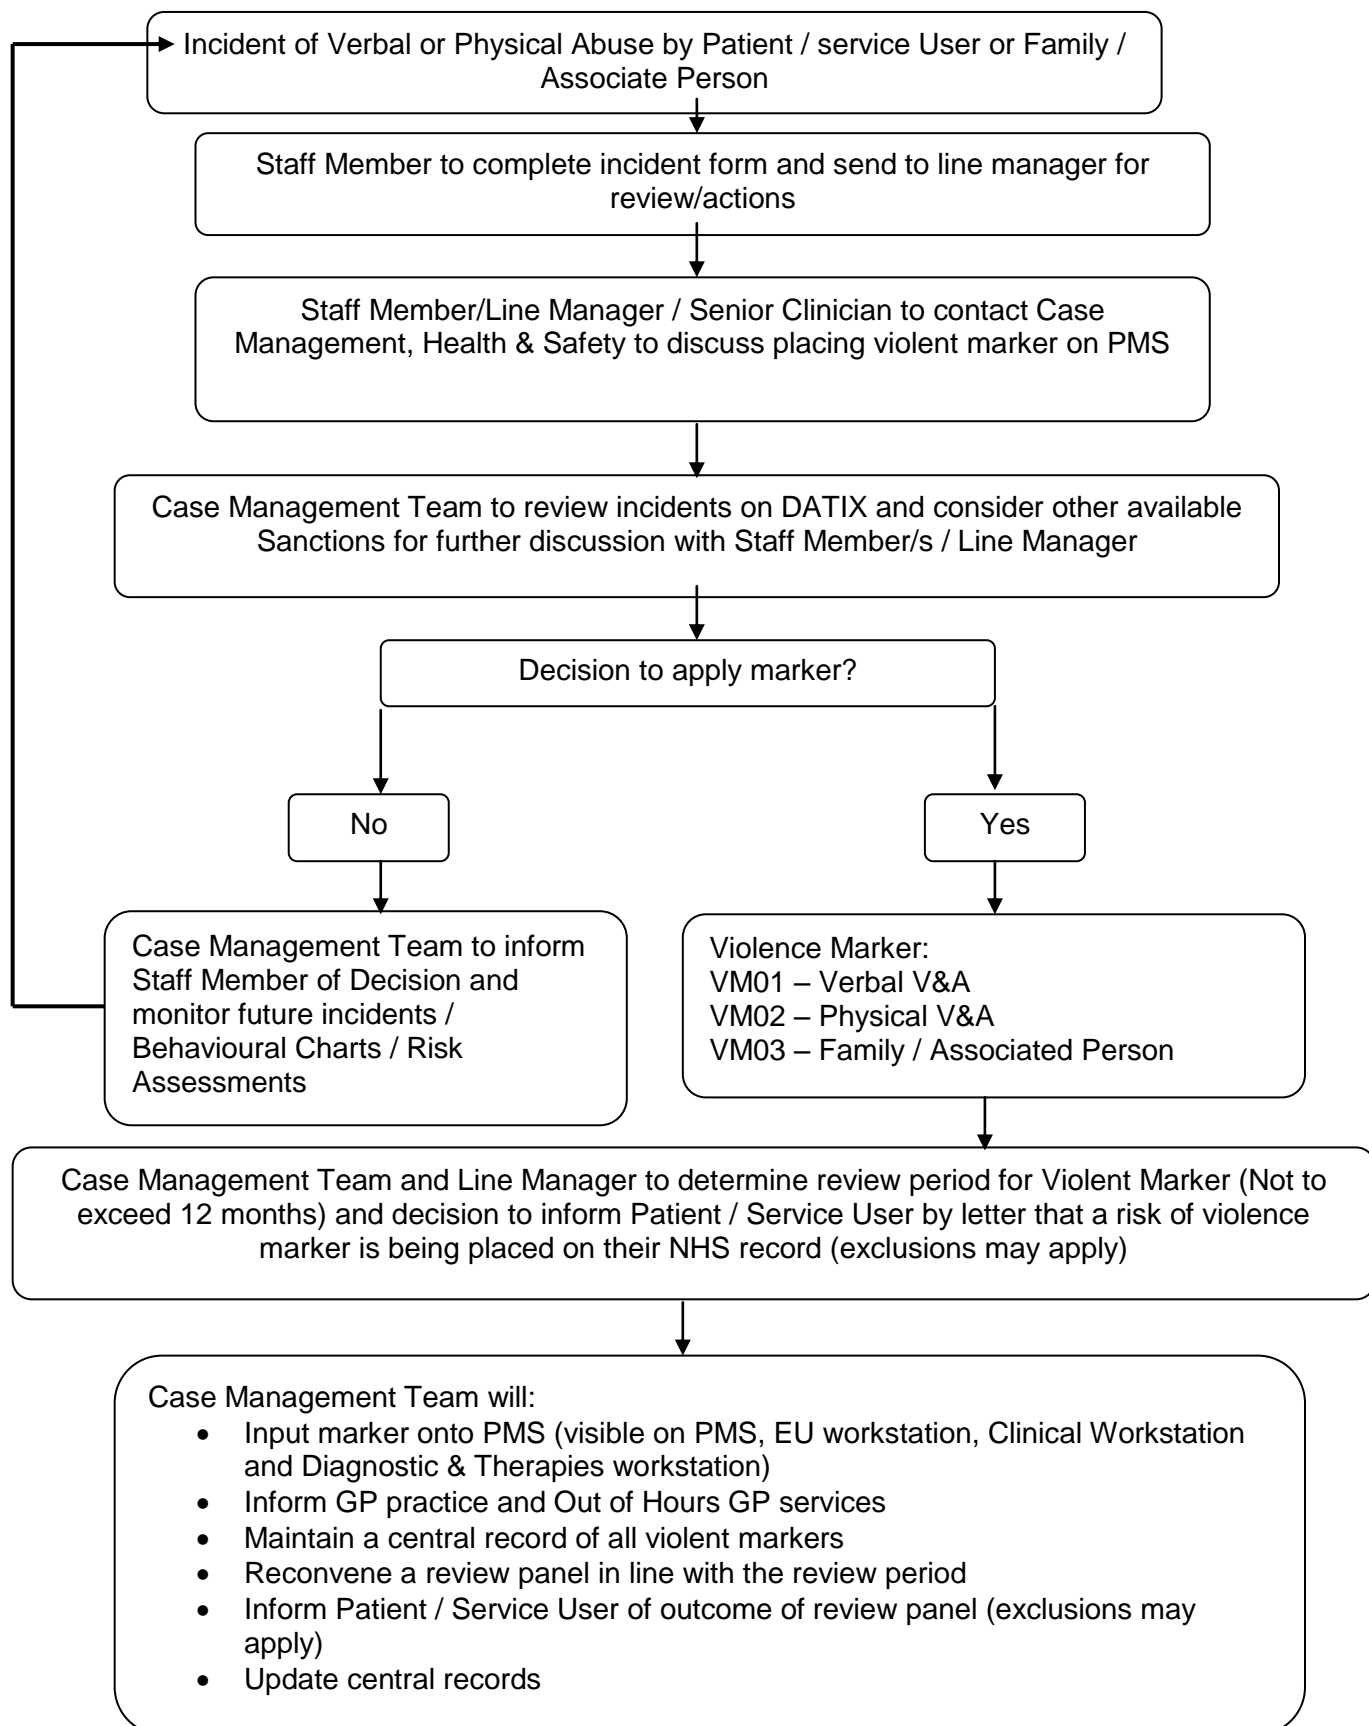 Incident of Verbal or Physical Abuse by Patient / service User or Family /
Associate Person
Staff Member to complete incident form and send to line manager for
review/actions
Staff Member/Line Manager / Senior Clinician to contact Case
Management, Health & Safety to discuss placing violent marker on PMS
Case Management Team to review incidents on DATIX and consider other available
Sanctions for further discussion with Staff Member/s / Line Manager
Decision to apply marker?
No
Yes
Case Management Team to inform
Staff Member of Decision and
monitor future incidents /
Behavioural Charts / Risk
Assessments
Violence Marker:
VM01 – Verbal V&A
VM02 – Physical V&A
VM03 – Family / Associated Person
Case Management Team and Line Manager to determine review period for Violent Marker (Not to
exceed 12 months) and decision to inform Patient / Service User by letter that a risk of violence
marker is being placed on their NHS record (exclusions may apply)
Case Management Team will:
• Input marker onto PMS (visible on PMS, EU workstation, Clinical Workstation
and Diagnostic & Therapies workstation)
• Inform GP practice and Out of Hours GP services
• Maintain a central record of all violent markers
• Reconvene a review panel in line with the review period
• Inform Patient / Service User of outcome of review panel (exclusions may
apply)
• Update central records